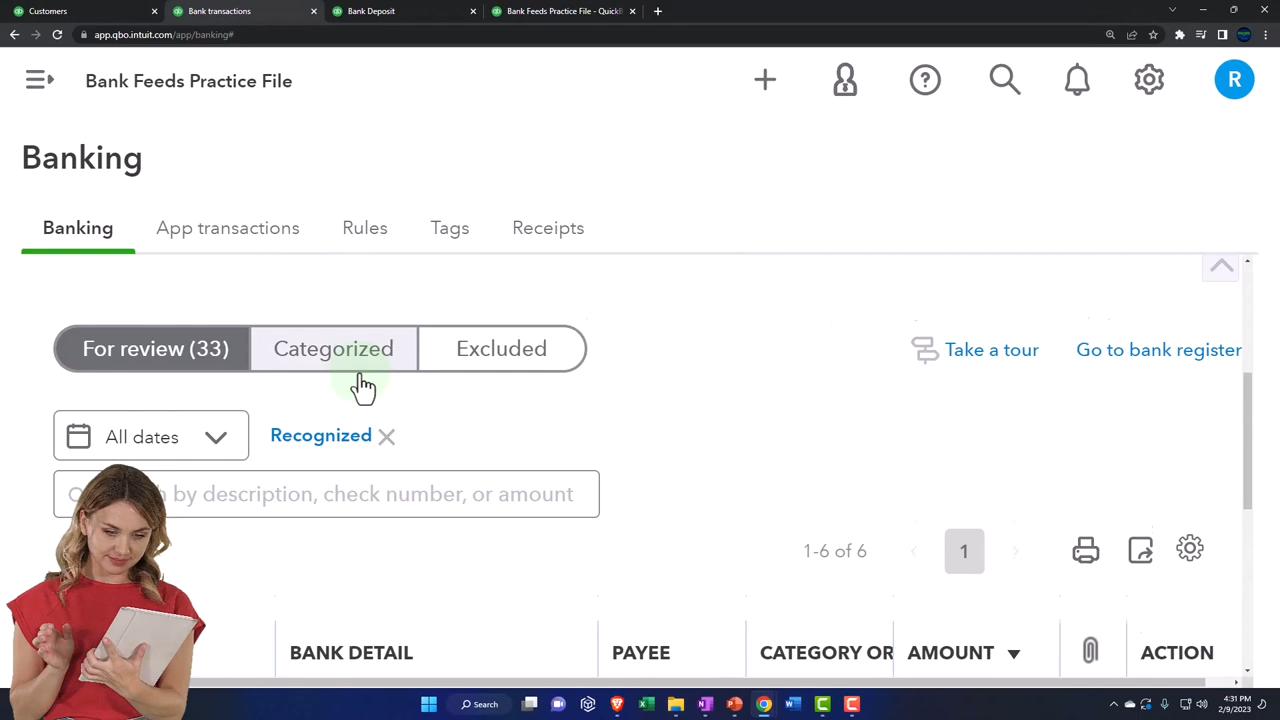 Customers
Bank transactions
Bank Deposit
Bank Feeds Practice File - Quick
app.qbo.intuit.com/app/banking#
Bank Feeds Practice File
R
Banking
Banking App transactions Rules Tags Receipts
For review (33) Categorized Excluded
Take a tour Go to bank register
All dates Recognized
by description, check number, or amount
1-6 of 6 1
BANK DETAIL PAYEE CATEGORY OR AMOUNT ACTION
Search
4:31 PM
2/9/2023